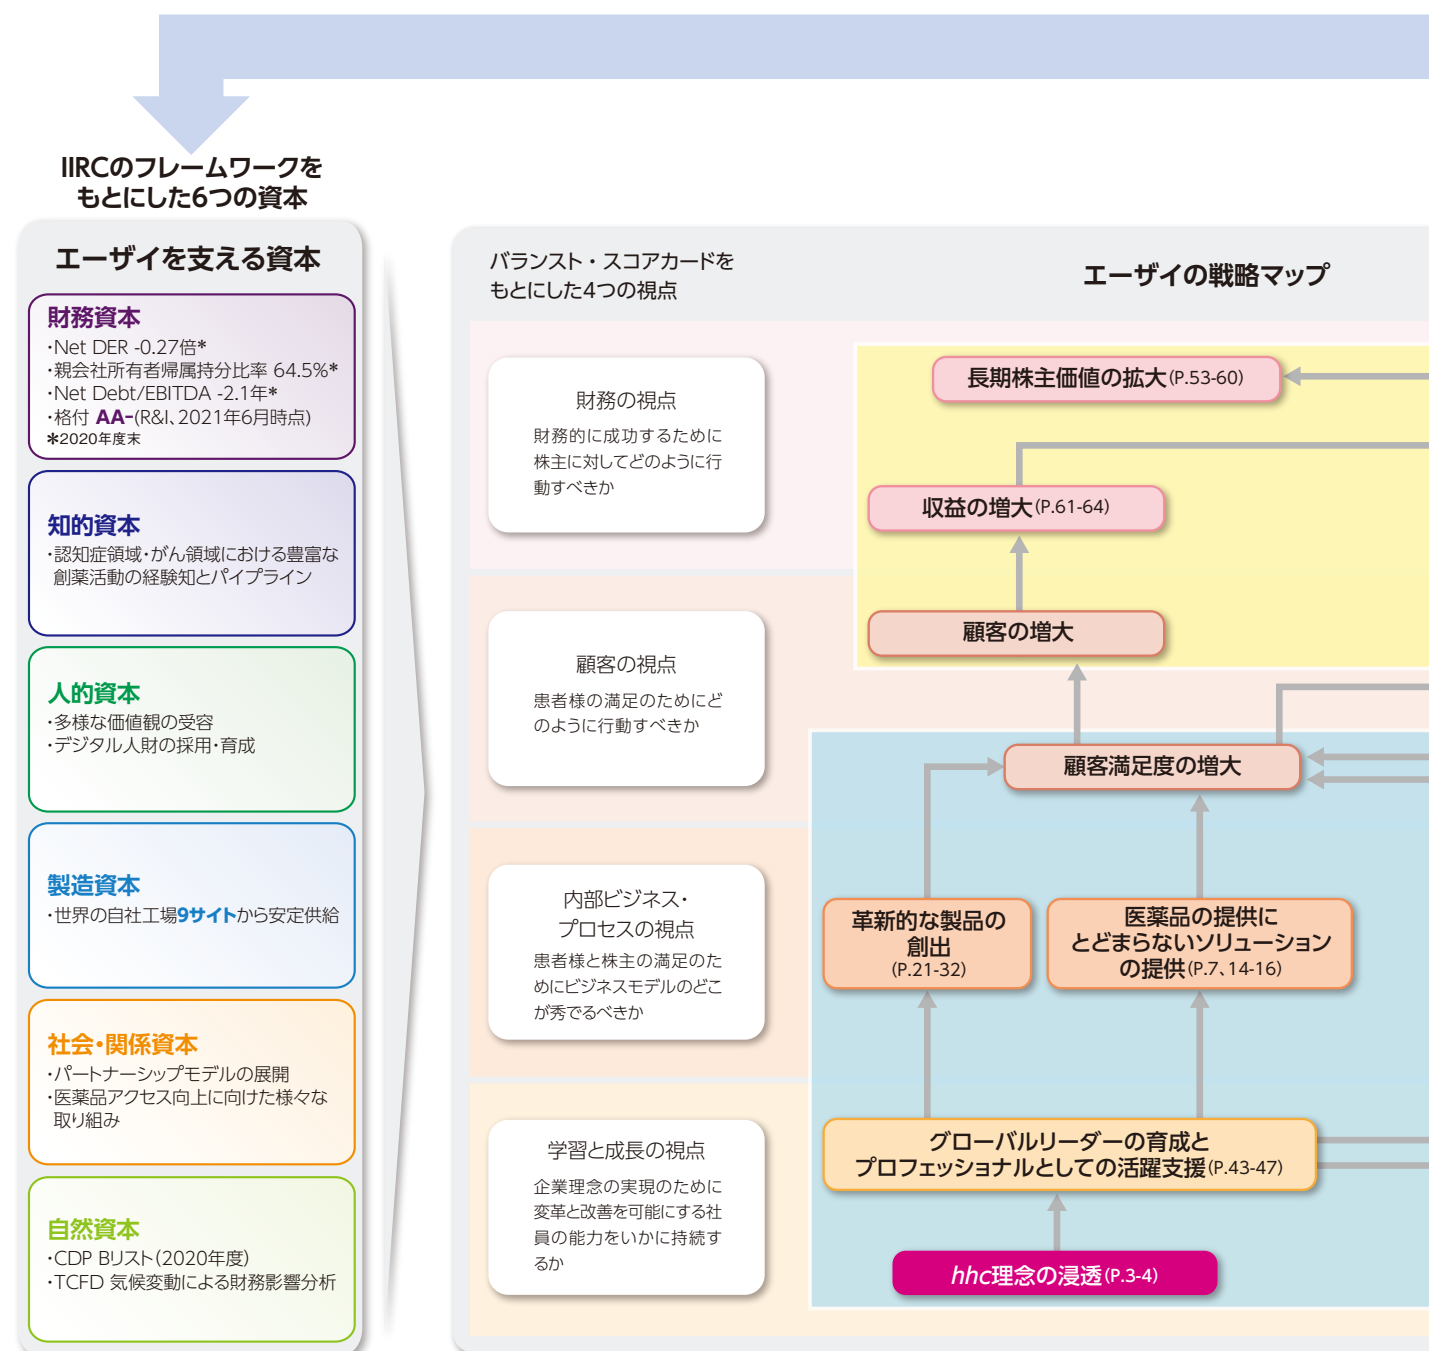 IIRCのフレームワークを
もとにした6つの資本
エーザイを支える資本
財務資本
・Net DER -0.27倍*
・親会社所有者帰属持分比率 64.5%*
・Net Debt/EBITDA -2.1年*
・格付 AA-(R&I、2021年6月時点)
*2020年度末
知的資本
・認知症領域・がん領域における豊富な
創薬活動の経験知とパイプライン
人的資本
・多様な価値観の受容
・デジタル人財の採用・育成
製造資本
・世界の自社工場9サイトから安定供給
社会・関係資本
・パートナーシップモデルの展開
・医薬品アクセス向上に向けた様々な
取り組み
自然資本
・CDP Bリスト(2020年度)
・TCFD 気候変動による財務影響分析
バランスト・スコアカードを
もとにした4つの視点
エーザイの戦略マップ
財務の視点
財務的に成功するために
株主に対してどのように行
動すべきか
長期株主価値の拡大(P.53-60)
収益の増大(P.61-64)
顧客の視点
患者様の満足のためにど
のように行動すべきか
顧客の増大
顧客満足度の増大
内部ビジネス・
プロセスの視点
患者様と株主の満足のた
めにビジネスモデルのどこ
が秀でるべきか
革新的な製品の
創出
(P.21-32)
医薬品の提供に
とどまらないソリューション
の提供(P.7、14-16)
学習と成長の視点
企業理念の実現のために
変革と改善を可能にする社
員の能力をいかに持続す
るか
グローバルリーダーの育成と
プロフェッショナルとしての活躍支援(P.43-47)
hhc理念の浸透(P.3-4)